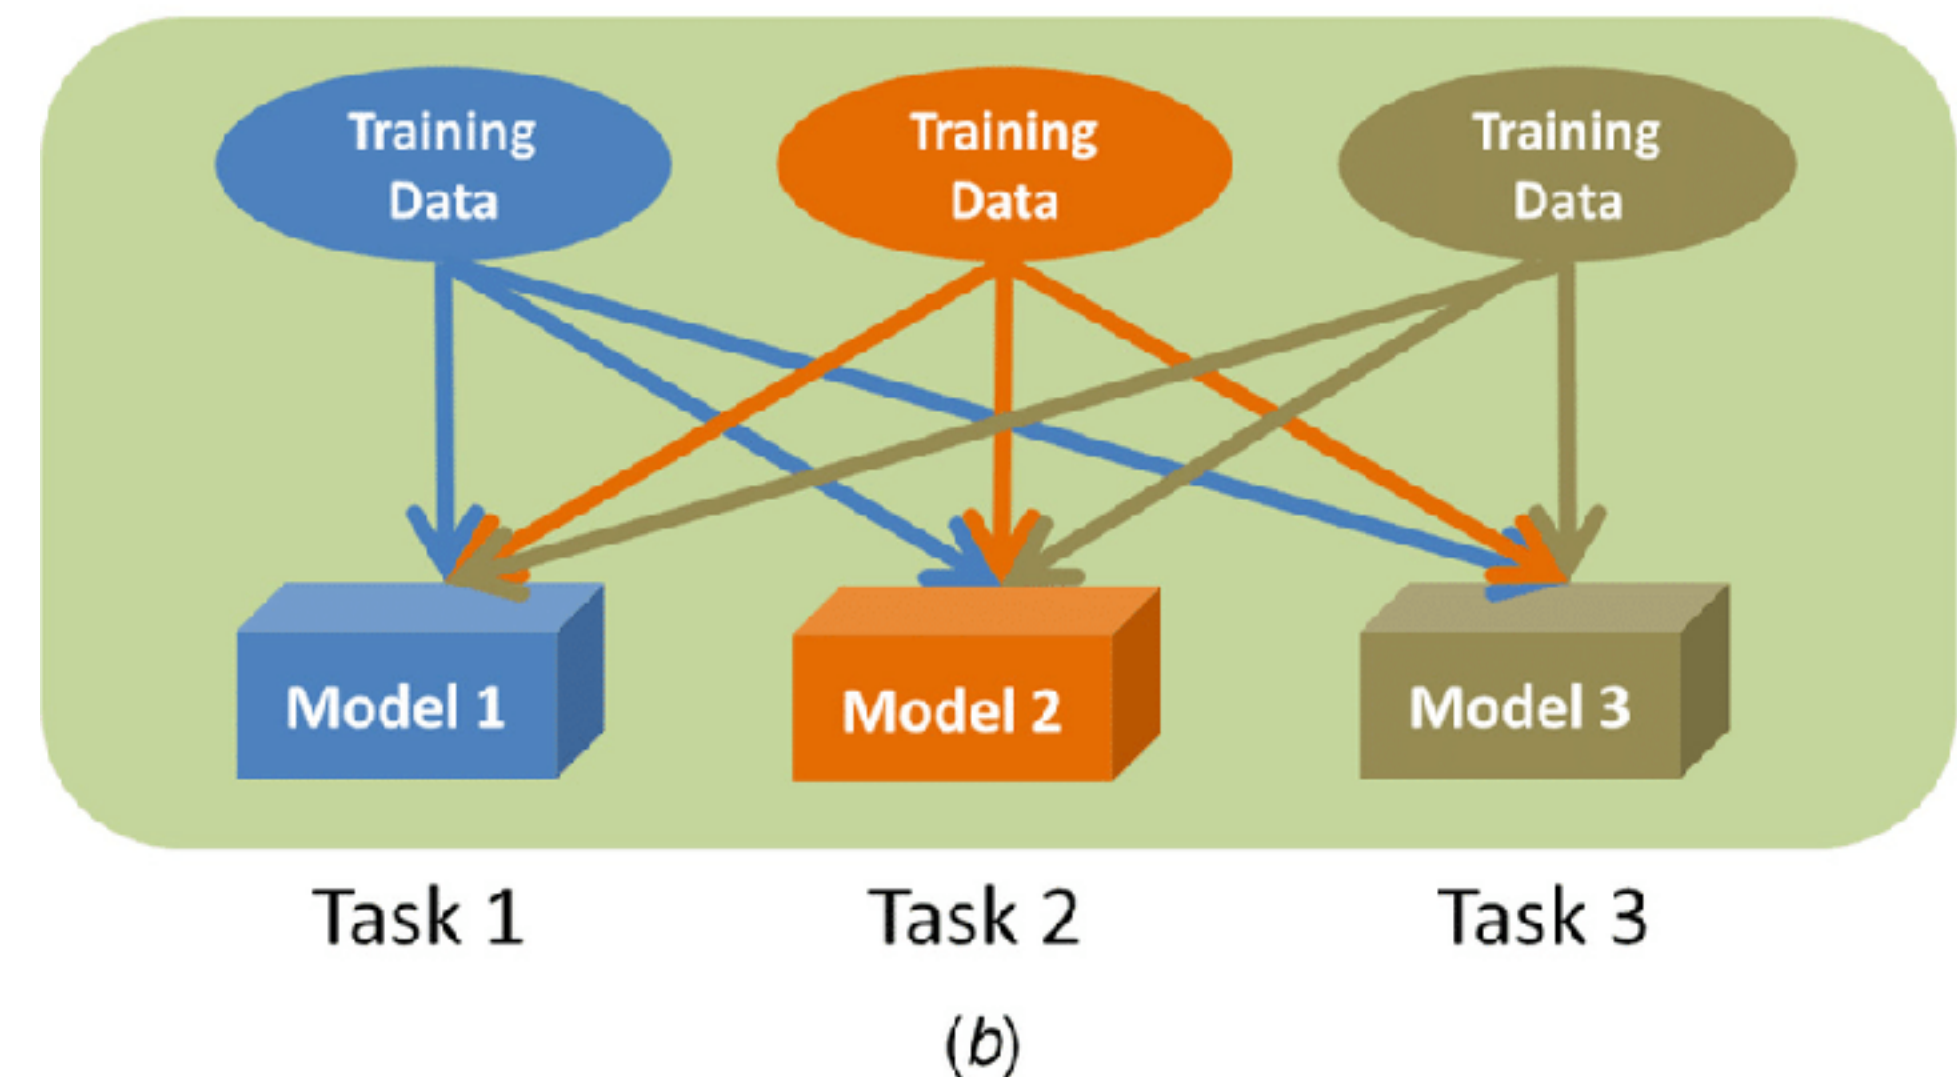 Training
Data
Training
Data
Training
Data
Model 1
Model 2
Model 3
Task 1
Task 2
Task 3
(b)